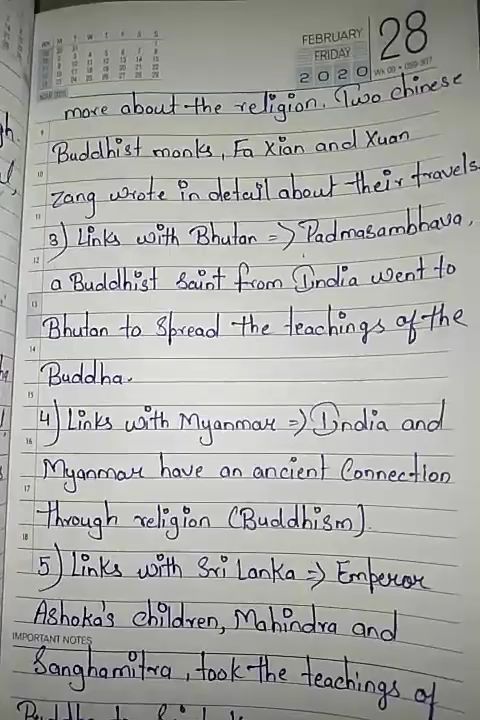 FEBRUARY
FRIDAY
2020
28
more about the religion. Two chinese
Buddhist monks, Fa Xian and Xuan
zang wrote in detail about their travels.
3) Links with Bhutan => Padmasambhava,
a Buddhist Saint from India went to
Bhutan to Spread the teachings of the
Buddha.
4) Links with Myanmar => India and
Myanmar have an ancient Connection
through religion (Buddhism).
5) Links with Sri Lanka => Emperor
Ashoka's children, Mahindra and
IMPORTANT NOTES
Sanghamitra, took the teachings of